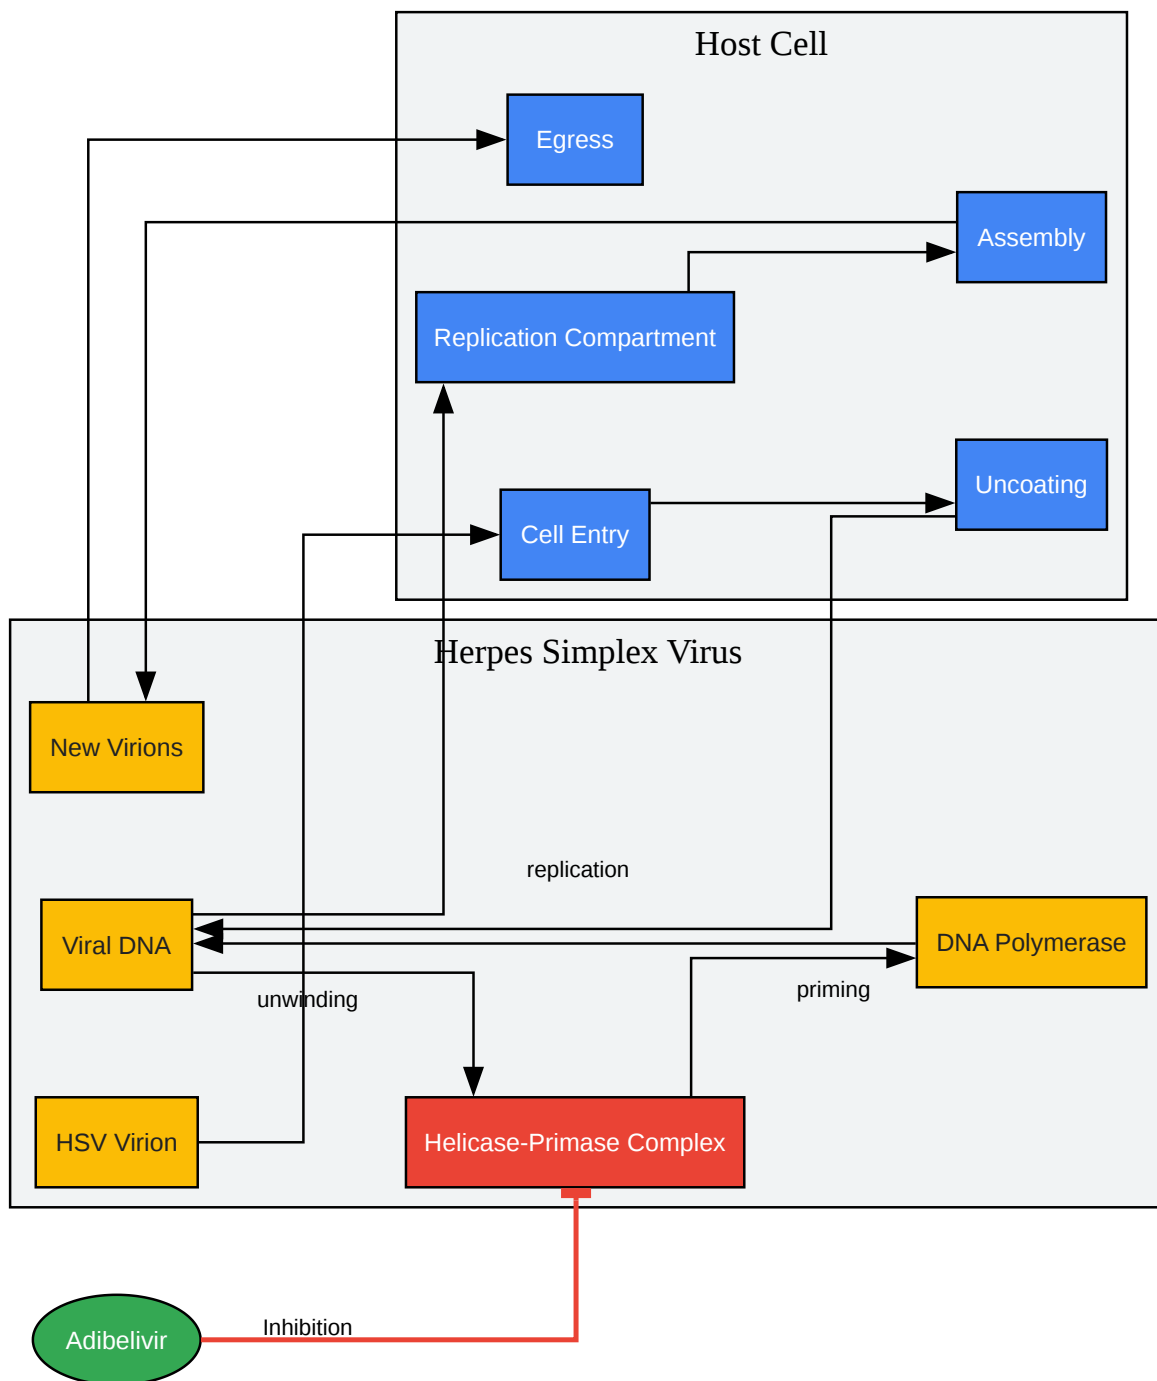 Host Cell
Egress
Assembly
Replication Compartment
Uncoating
Cell Entry
Herpes Simplex Virus
New Virions
replication
Viral DNA
DNA Polymerase
unwinding
priming
HSV Virion
Helicase-Primase Complex
Inhibition
Adibelivir